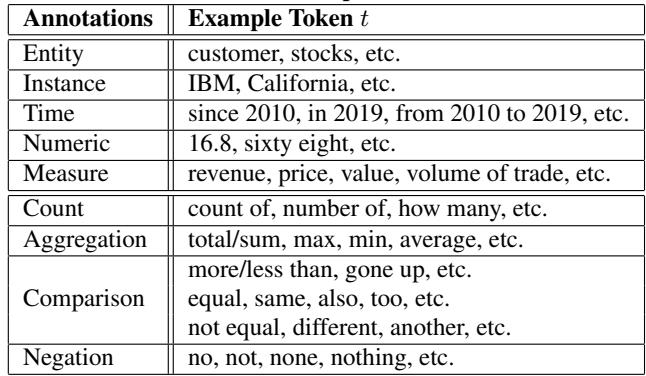 Annotations Example Token t
Entity customer, stocks, etc.
Instance IBM, California, etc.
Time since 2010, in 2019, from 2010 to 2019, etc.
Numeric 16.8, sixty eight, etc.
Measure revenue, price, value, volume of trade, etc.
Count count of, number of, how many, etc.
Aggregation total/sum, max, min, average, etc.
more/less than, gone up, etc.
Comparison equal, same, also, too, etc.
not equal, different, another, etc.
Negation no, not, none, nothing, etc.